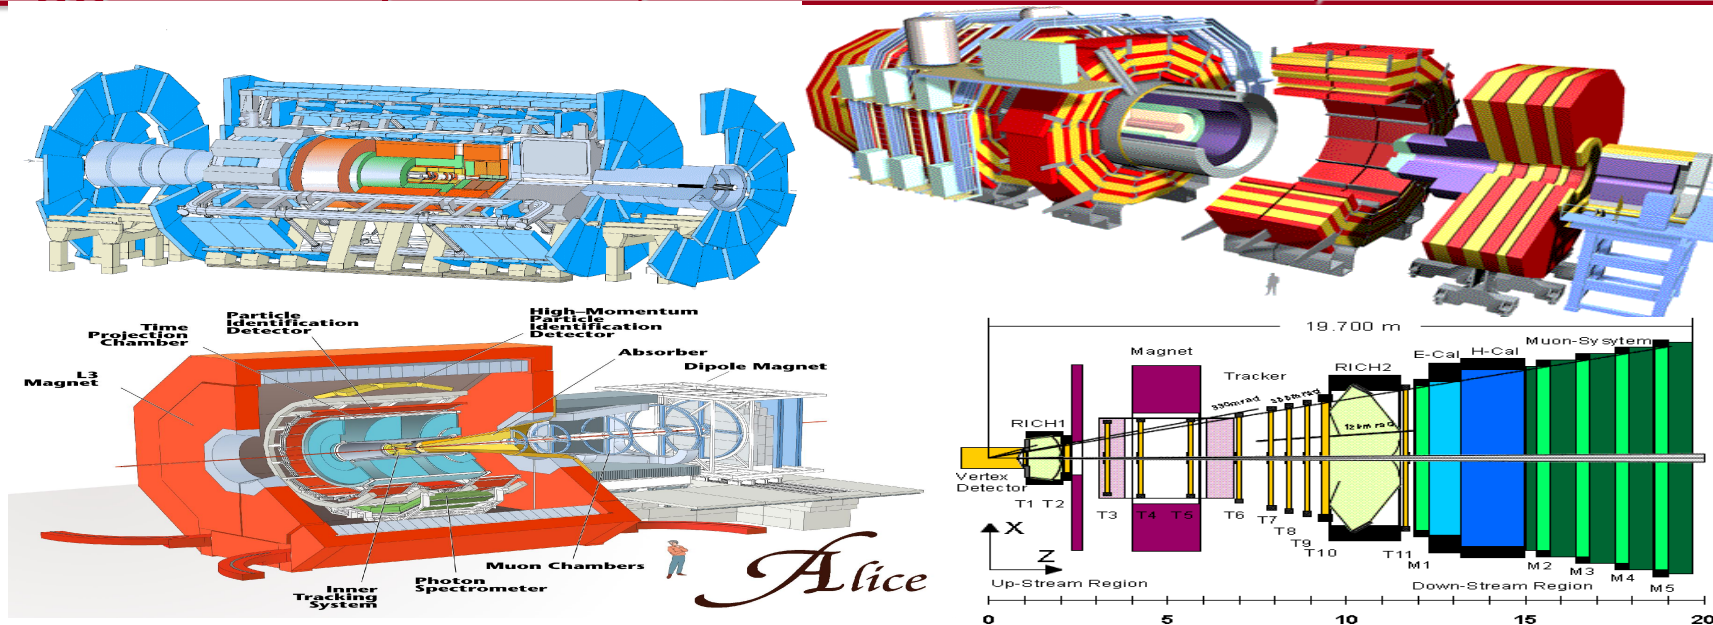 Time
Projection
Chamber
Particle
Identification
Detector
High-Momentum
Particle
Identification
Detector
Absorber
Dipole Magnet
L3
Magnet
Inner
Tracking
System
Photon
Spectrometer
Muon Chambers
Alice
19.700 m
Magnet
Tracker
RICH2
E-Cal
H-Cal
Muon-Sysytem
RICH1
330mrad
Vertex
Detector
T1 T2
T3
T4
T5
T6
T7
T8
T9
T10
T11
M1
M2
M3
M4
M5
X
Z
Up-Stream Region
Down-Stream Region
0
5
10
15
20